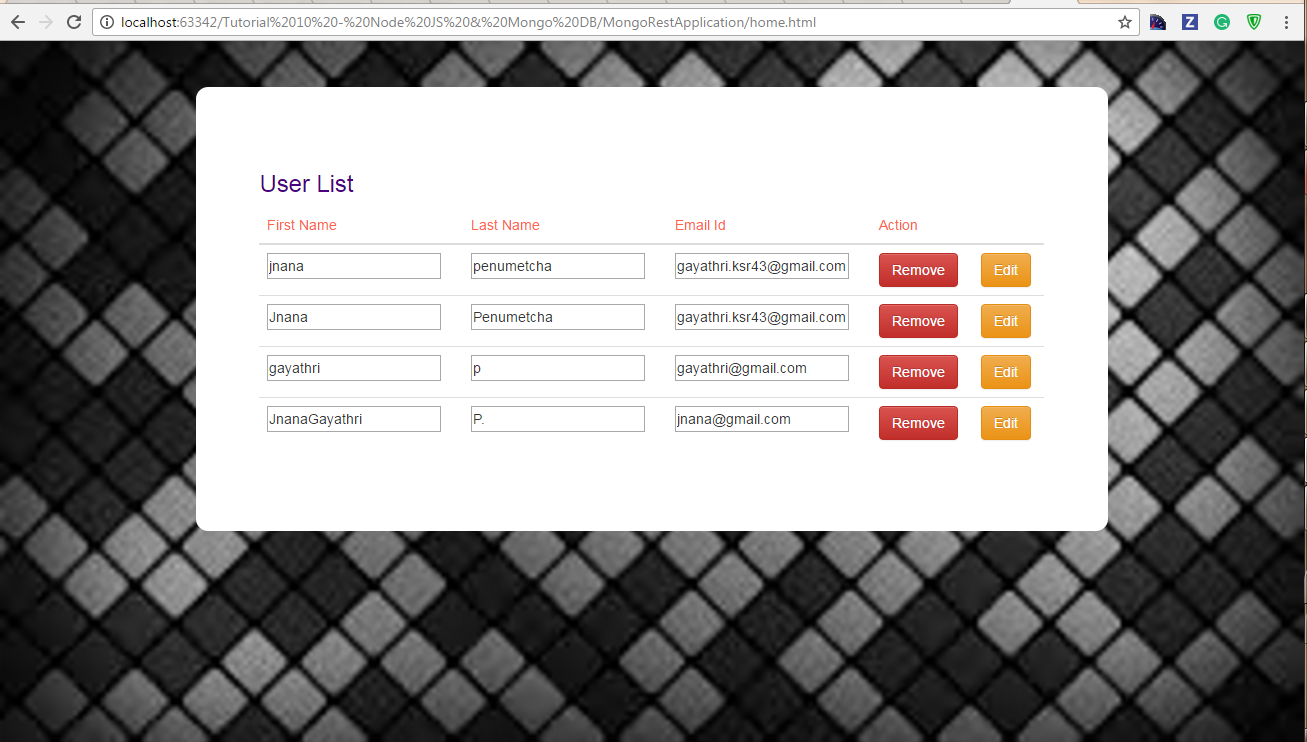 localhost:63342/Tutorial%2010%20-%20Node%20JS%20&%20Mongo%20DB/MongoRestApplication/home.html
User List
First Name Last Name Email Id Action
jnana penumetcha gayathri.ksr43@gmail.com Remove Edit
Jnana Penumetcha gayathri.ksr43@gmail.com Remove Edit
gayathri p gayathri@gmail.com Remove Edit
JnanaGayathri P. jnana@gmail.com Remove Edit